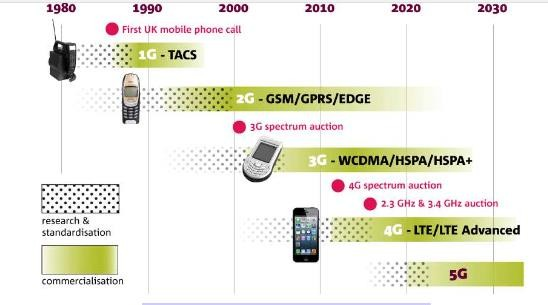 1980 1990 2000 2010 2020 2030
First UK mobile phone call
1G - TACS
2G - GSM/GPRS/EDGE
3G spectrum auction
3G - WCDMA/HSPA/HSPA+
4G spectrum auction
2.3 GHz & 3.4 GHz auction
4G - LTE/LTE Advanced
5G
research &
standardisation
commercialisation